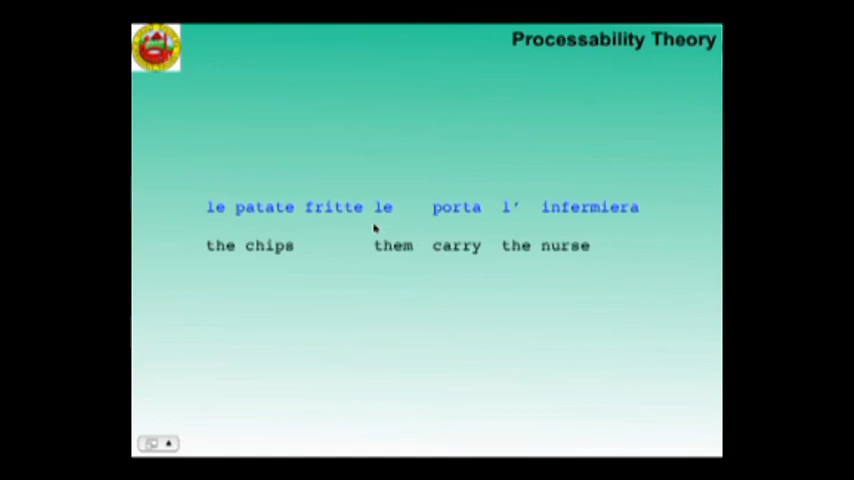 Processability Theory
le patate fritte le porta l' infermiera
the chips them carry the nurse